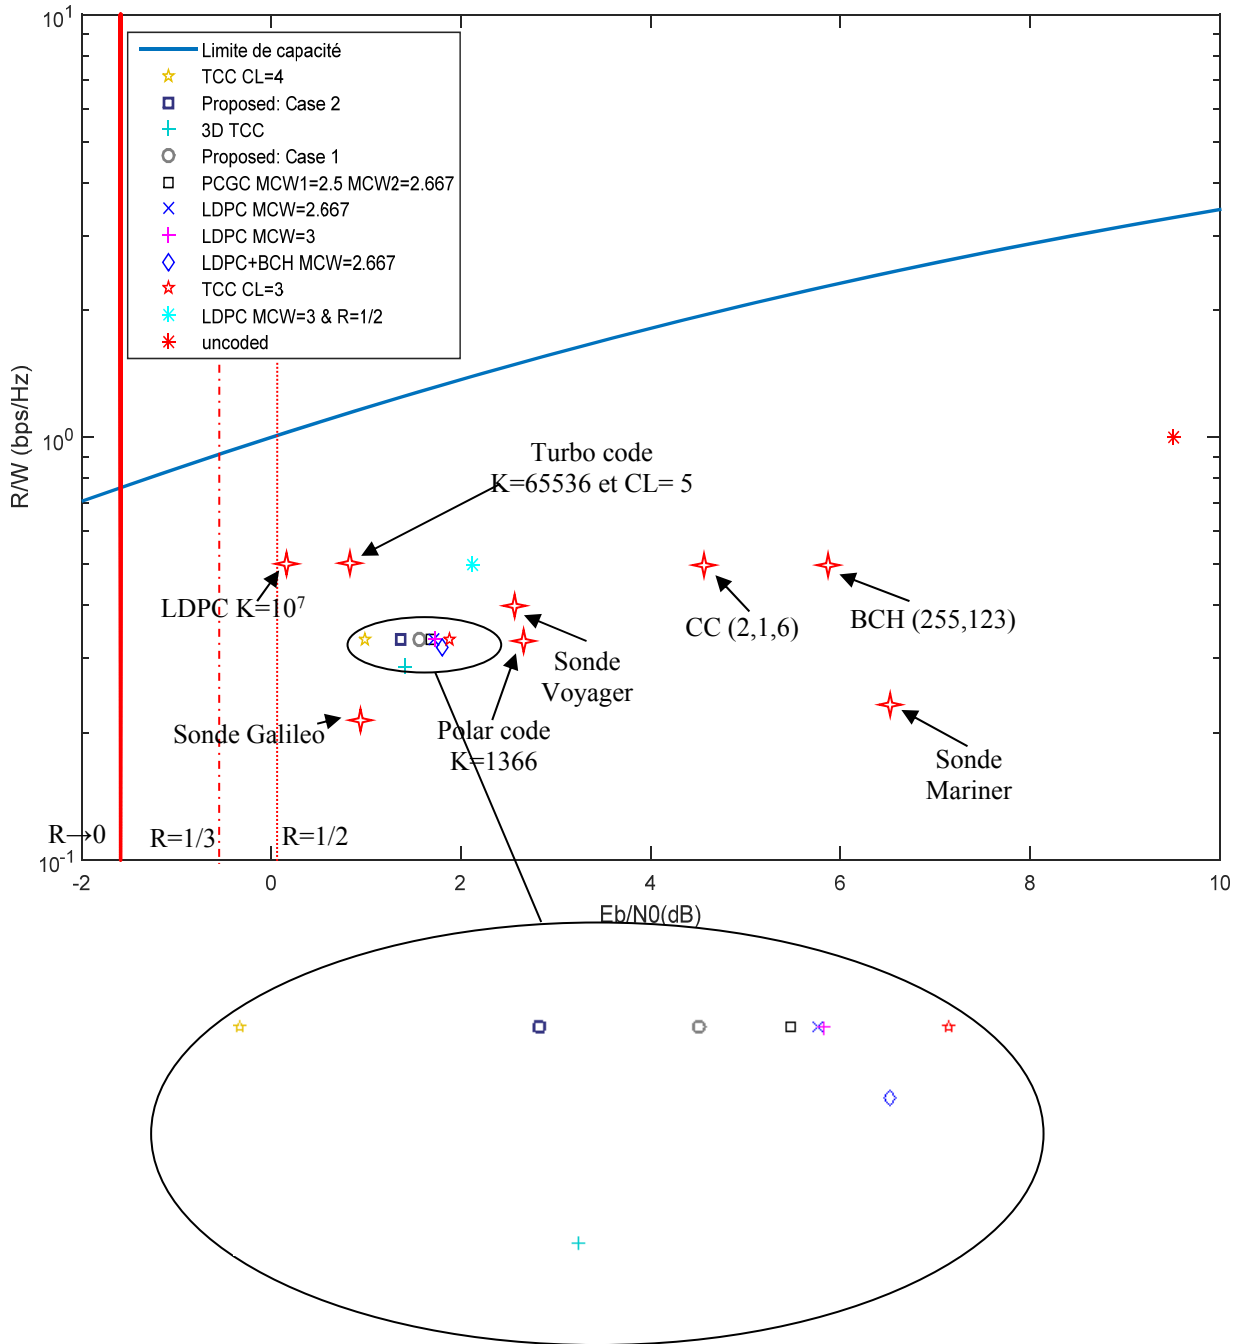 10^1
Limite de capacité
TCC CL=4
Proposed: Case 2
3D TCC
Proposed: Case 1
PCGC MCW1=2.5 MCW2=2.667
LDPC MCW=2.667
LDPC MCW=3
LDPC+BCH MCW=2.667
TCC CL=3
LDPC MCW=3 & R=1/2
uncoded
R/W (bps/Hz)
10^0
Turbo code
K=65536 et CL= 5
LDPC K=10^7
CC (2,1,6)
BCH (255,123)
Sonde
Voyager
Sonde Galileo
Polar code
K=1366
Sonde
Mariner
R→0
R=1/3
R=1/2
10^-1
-2 0 2 4 6 8 10
Eb/N0(dB)